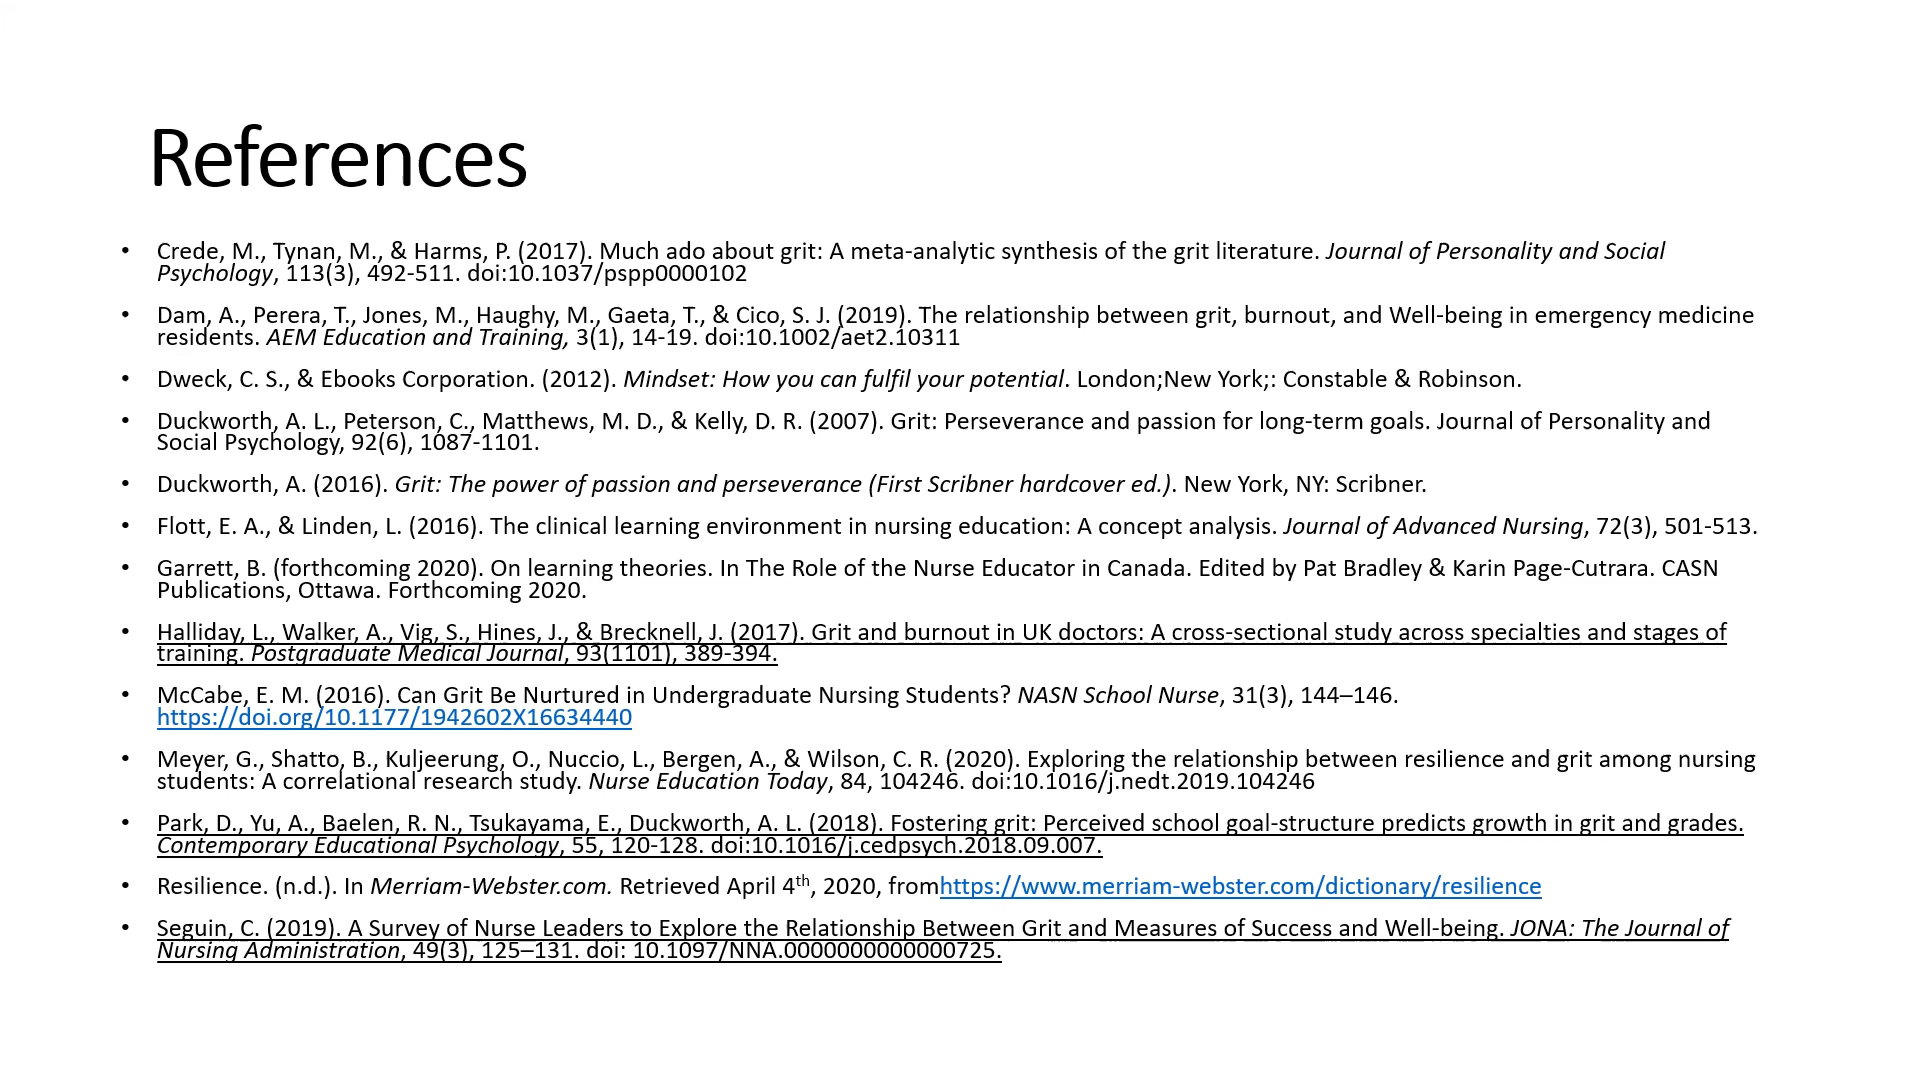 References
• Crede, M., Tynan, M., & Harms, P. (2017). Much ado about grit: A meta-analytic synthesis of the grit literature. Journal of Personality and Social
Psychology, 113(3), 492-511. doi:10.1037/pspp0000102
• Dam, A., Perera, T., Jones, M., Haughy, M., Gaeta, T., & Cico, S. J. (2019). The relationship between grit, burnout, and Well-being in emergency medicine
residents. AEM Education and Training, 3(1), 14-19. doi:10.1002/aet2.10311
• Dweck, C. S., & Ebooks Corporation. (2012). Mindset: How you can fulfil your potential. London;New York;: Constable & Robinson.
• Duckworth, A. L., Peterson, C., Matthews, M. D., & Kelly, D. R. (2007). Grit: Perseverance and passion for long-term goals. Journal of Personality and
Social Psychology, 92(6), 1087-1101.
• Duckworth, A. (2016). Grit: The power of passion and perseverance (First Scribner hardcover ed.). New York, NY: Scribner.
• Flott, E. A., & Linden, L. (2016). The clinical learning environment in nursing education: A concept analysis. Journal of Advanced Nursing, 72(3), 501-513.
• Garrett, B. (forthcoming 2020). On learning theories. In The Role of the Nurse Educator in Canada. Edited by Pat Bradley & Karin Page-Cutrara. CASN
Publications, Ottawa. Forthcoming 2020.
• Halliday, L., Walker, A., Vig, S., Hines, J., & Brecknell, J. (2017). Grit and burnout in UK doctors: A cross-sectional study across specialties and stages of
training. Postgraduate Medical Journal, 93(1101), 389-394.
• McCabe, E. M. (2016). Can Grit Be Nurtured in Undergraduate Nursing Students? NASN School Nurse, 31(3), 144–146.
https://doi.org/10.1177/1942602X16634440
• Meyer, G., Shatto, B., Kuljeerung, O., Nuccio, L., Bergen, A., & Wilson, C. R. (2020). Exploring the relationship between resilience and grit among nursing
students: A correlational research study. Nurse Education Today, 84, 104246. doi:10.1016/j.nedt.2019.104246
• Park, D., Yu, A., Baelen, R. N., Tsukayama, E., Duckworth, A. L. (2018). Fostering grit: Perceived school goal-structure predicts growth in grit and grades.
Contemporary Educational Psychology, 55, 120-128. doi:10.1016/j.cedpsych.2018.09.007.
• Resilience. (n.d.). In Merriam-Webster.com. Retrieved April 4th, 2020, fromhttps://www.merriam-webster.com/dictionary/resilience
• Seguin, C. (2019). A Survey of Nurse Leaders to Explore the Relationship Between Grit and Measures of Success and Well-being. JONA: The Journal of
Nursing Administration, 49(3), 125–131. doi: 10.1097/NNA.0000000000000725.